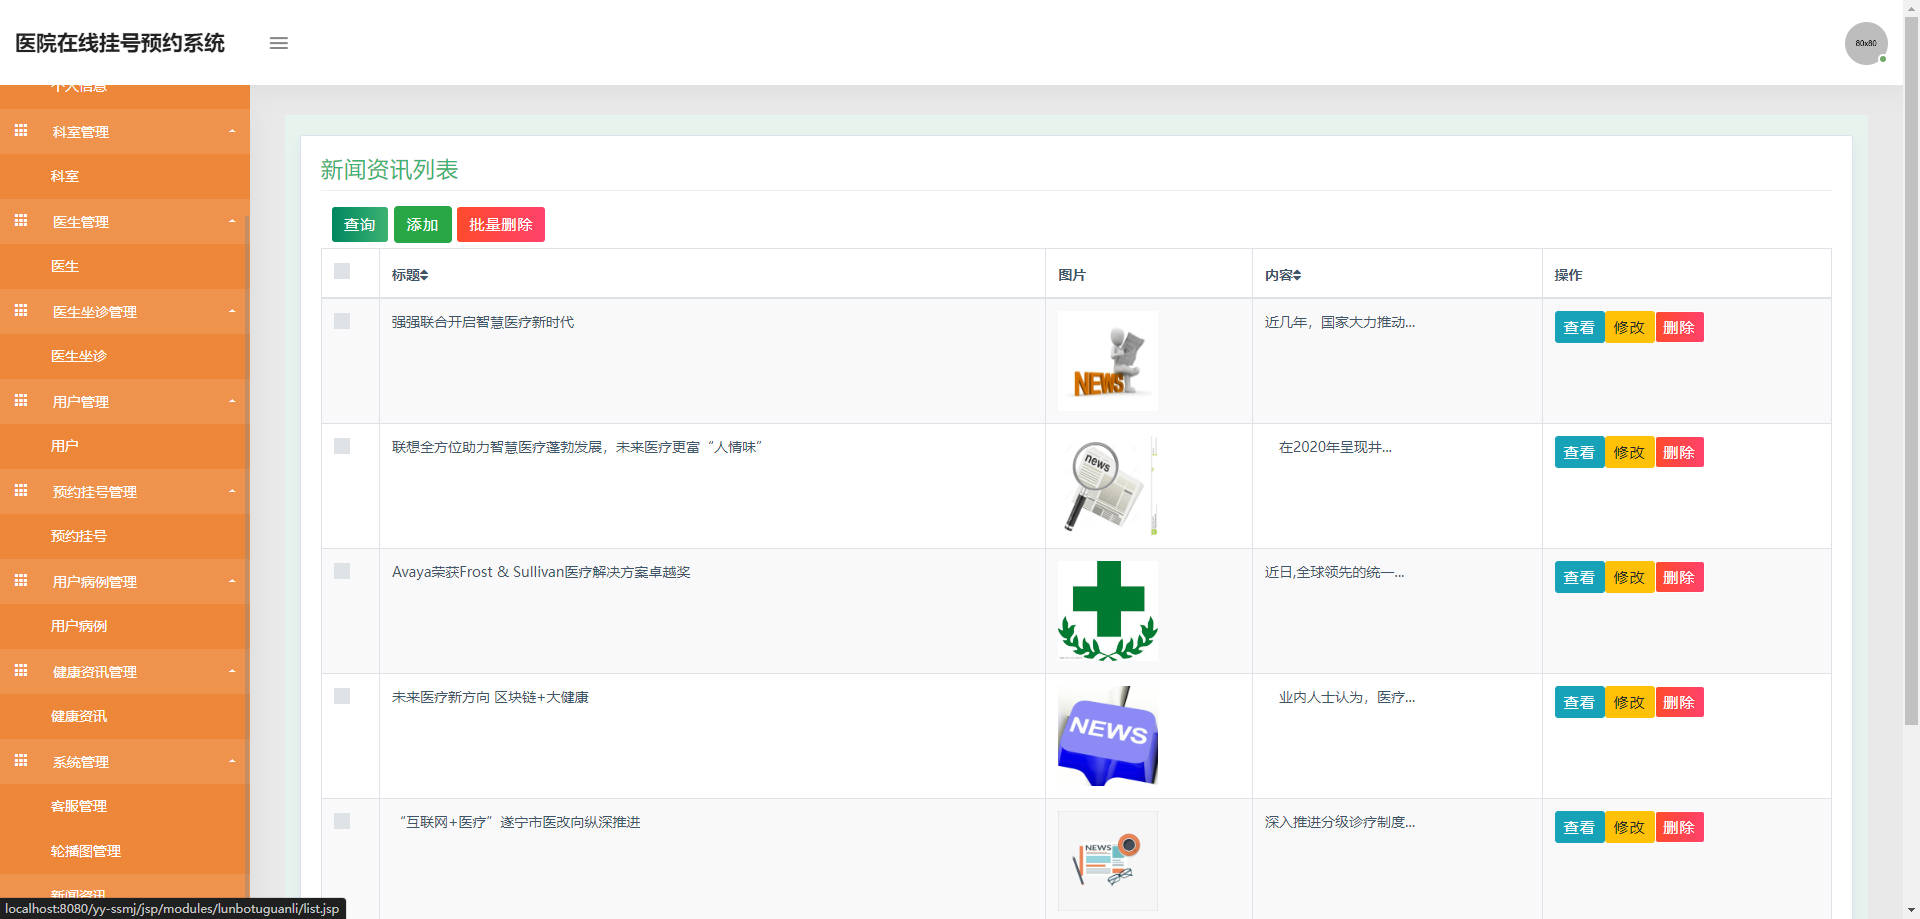 医院在线挂号预约系统
80x80
个人信息
科室管理
科室
医生管理
医生
医生坐诊管理
医生坐诊
用户管理
用户
预约挂号管理
预约挂号
用户病例管理
用户病例
健康资讯管理
健康资讯
系统管理
客服管理
轮播图管理
新闻资讯
新闻资讯列表
查询 添加 批量删除
标题 图片 内容 操作
强强联合开启智慧医疗新时代 NEWS 近几年，国家大力推动... 查看 修改 删除
联想全方位助力智慧医疗蓬勃发展，未来医疗更富“人情味” news 在2020年呈现井... 查看 修改 删除
Avaya荣获Frost & Sullivan医疗解决方案卓越奖 近日,全球领先的统一... 查看 修改 删除
未来医疗新方向 区块链+大健康 NEWS 业内人士认为，医疗... 查看 修改 删除
“互联网+医疗”遂宁市医改向纵深推进 NEWS 深入推进分级诊疗制度... 查看 修改 删除
localhost:8080/yy-ssmj/jsp/modules/lunbotuguanli/list.jsp